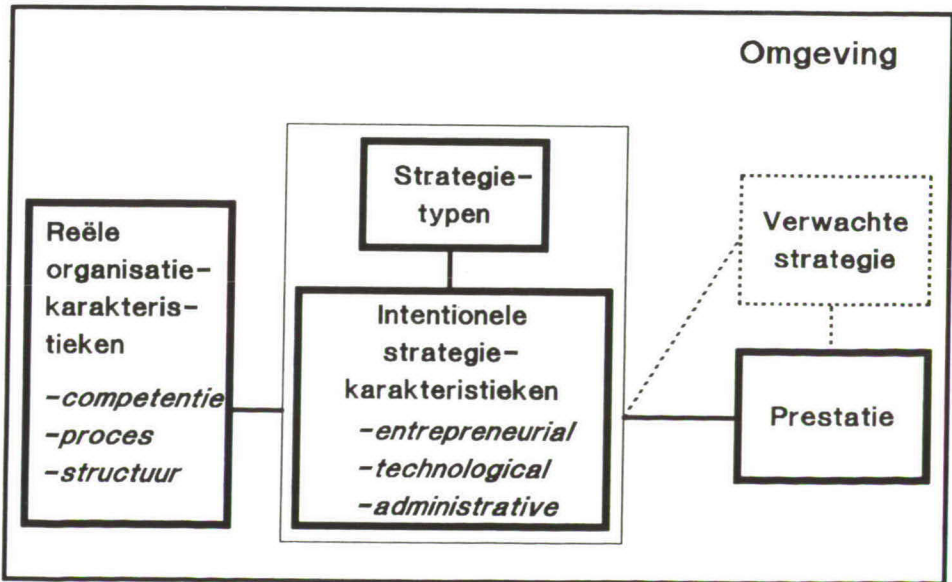 Omgeving
Strategie-
typen
Verwachte
strategie
Reële
organisatie-
karakteris-
tieken
-competentie
-proces
-structuur
Intentionele
strategie-
karakteristieken
-entrepreneurial
-technological
-administrative
Prestatie